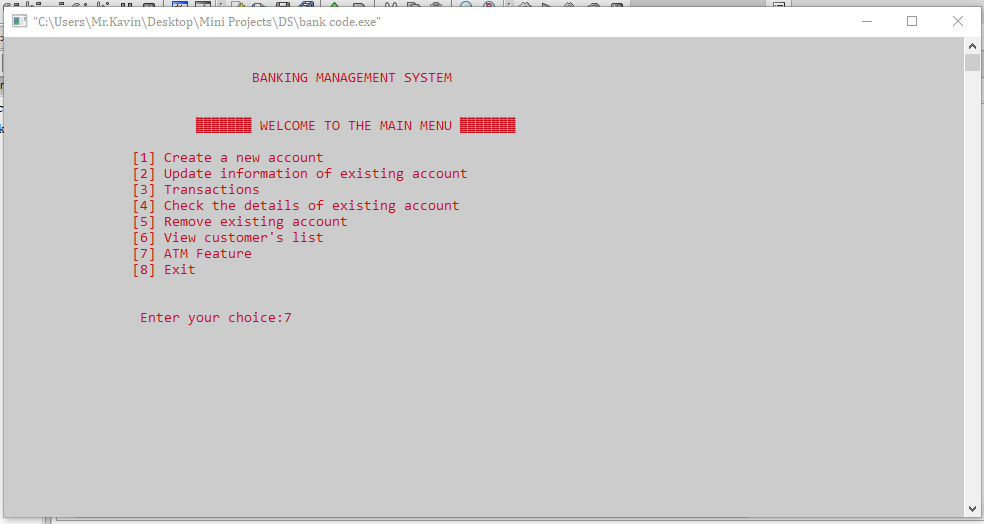 "C:\Users\Mr.Kavin\Desktop\Mini Projects\DS\bank code.exe"
BANKING MANAGEMENT SYSTEM
▓▓▓▓▓▓▓ WELCOME TO THE MAIN MENU ▓▓▓▓▓▓▓
[1] Create a new account
[2] Update information of existing account
[3] Transactions
[4] Check the details of existing account
[5] Remove existing account
[6] View customer's list
[7] ATM Feature
[8] Exit
Enter your choice:7